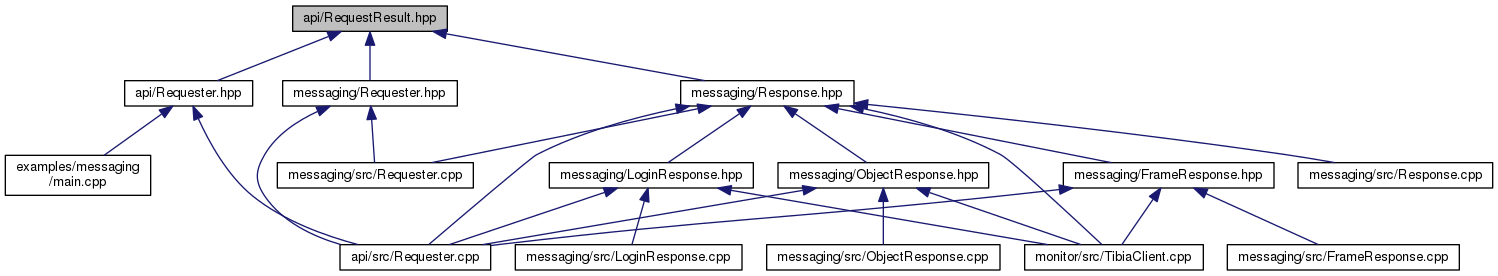 api/RequestResult.hpp
api/Requester.hpp
messaging/Requester.hpp
messaging/Response.hpp
examples/messaging
/main.cpp
messaging/src/Requester.cpp
messaging/LoginResponse.hpp
messaging/ObjectResponse.hpp
messaging/FrameResponse.hpp
messaging/src/Response.cpp
api/src/Requester.cpp
messaging/src/LoginResponse.cpp
messaging/src/ObjectResponse.cpp
monitor/src/TibiaClient.cpp
messaging/src/FrameResponse.cpp